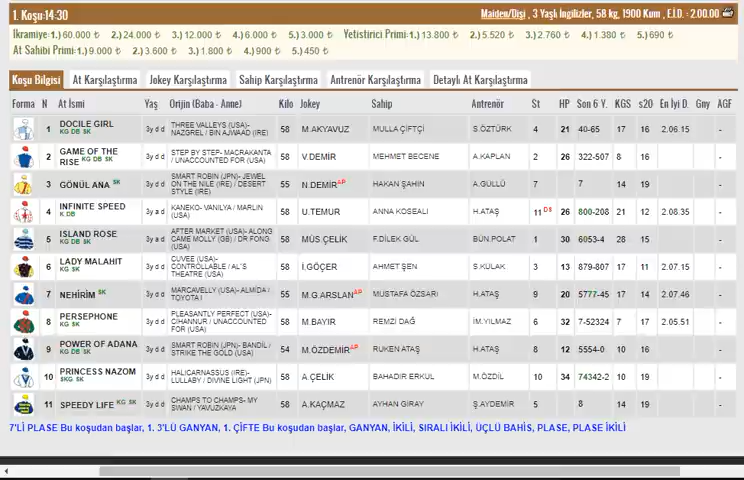 1. Koşu:14:30 Maiden/Dişi , 3 Yaşlı İngilizler, 58 kg, 1900 Kum , E.İ.D. : 2.00.00
İkramiye: 1.) 60.000 ₺ 2.) 24.000 ₺ 3.) 12.000 ₺ 4.) 6.000 ₺ 5.) 3.000 ₺ Yetistirici Primi: 1.) 13.800 ₺ 2.) 5.520 ₺ 3.) 2.760 ₺ 4.) 1.380 ₺ 5.) 690 ₺
At Sahibi Primi: 1.) 9.000 ₺ 2.) 3.600 ₺ 3.) 1.800 ₺ 4.) 900 ₺ 5.) 450 ₺
Koşu Bilgisi At Karşılaştırma Jokey Karşılaştırma Sahip Karşılaştırma Antrenör Karşılaştırma Detaylı At Karşılaştırma
Forma N At İsmi Yaş Orijin (Baba - Anne) Kilo Jokey Sahip Antrenör St HP Son 6 Y. KGS s20 En İyi D. Gny AGF
1 DOCILE GIRL KG DB SK 3y d d THREE VALLEYS (USA)- NAZGREL / BIN AJWAAD (IRE) 58 M.AKYAVUZ MULLA ÇİFTÇİ S.ÖZTÜRK 4 21 40-65 17 16 2.06.15 -
2 GAME OF THE RISE KG DB SK 3y d d STEP BY STEP- MACRAKANTA / UNACCOUNTED FOR (USA) 58 V.DEMİR MEHMET BECENE A.KAPLAN 2 26 322-507 8 16 -
3 GÖNÜL ANA SK 3y d d SMART ROBIN (JPN)- JEWEL ON THE NILE (IRE) / DESERT STYLE (IRE) 55 N.DEMİR AP HAKAN ŞAHİN A.GÜLLÜ 7 7 14 19 -
4 INFINITE SPEED K DB 3y a d KANEKO- VANILYA / MARLIN (USA) 58 U.TEMUR ANNA KOSEALI H.ATAŞ 11 DS 26 800-208 21 12 2.08.35 -
5 ISLAND ROSE KG DB SK 3y a d AFTER MARKET (USA)- ALONG CAME MOLLY (GB) / DR FONG (USA) 58 MÜS.ÇELİK F.DİLEK GÜL BÜN.POLAT 1 30 6053-4 28 15 -
6 LADY MALAHIT KG SK 3y d d CUVEE (USA)- CONTROLLABLE / AL'S THEATRE (USA) 58 İ.GÖÇER AHMET ŞEN S.KULAK 3 13 879-807 17 11 2.07.15 -
7 NEHİRİM SK 3y d d MARCAVELLY (USA)- ALMİDA / TOYOTA I 55 M.G.ARSLAN AP MUSTAFA ÖZSARI H.ATAŞ 9 20 5777-45 17 14 2.07.46 -
8 PERSEPHONE KG SK 3y d d PLEASANTLY PERFECT (USA)- CİHANNUR / UNACCOUNTED FOR (USA) 58 M.BAYIR REMZİ DAĞ İM.YILMAZ 6 32 7-52324 7 17 2.05.51 -
9 POWER OF ADANA KG DB SK 3y d d SMART ROBIN (JPN)- BANDİL / STRIKE THE GOLD (USA) 54 M.ÖZDEMİR AP RUKEN ATAŞ H.ATAŞ 8 12 5554-0 10 16 -
10 PRINCESS NAZOM SKG SK 3y d d HALICARNASSUS (IRE)- LULLABY / DIVINE LIGHT (JPN) 58 A.ÇELİK BAHADIR ERKUL M.ÖZDİL 10 34 74342-2 10 19 -
11 SPEEDY LIFE KG SK 3y d d CHAMPS TO CHAMPS- MY SWAN / YAVUZKAYA 58 A.KAÇMAZ AYHAN GİRAY Ş.AYDEMİR 5 8 14 19 -
7'Lİ PLASE Bu koşudan başlar, 1. 3'LÜ GANYAN, 1. ÇİFTE Bu koşudan başlar, GANYAN, İKİLİ, SIRALI İKİLİ, ÜÇLÜ BAHİS, PLASE, PLASE İKİLİ